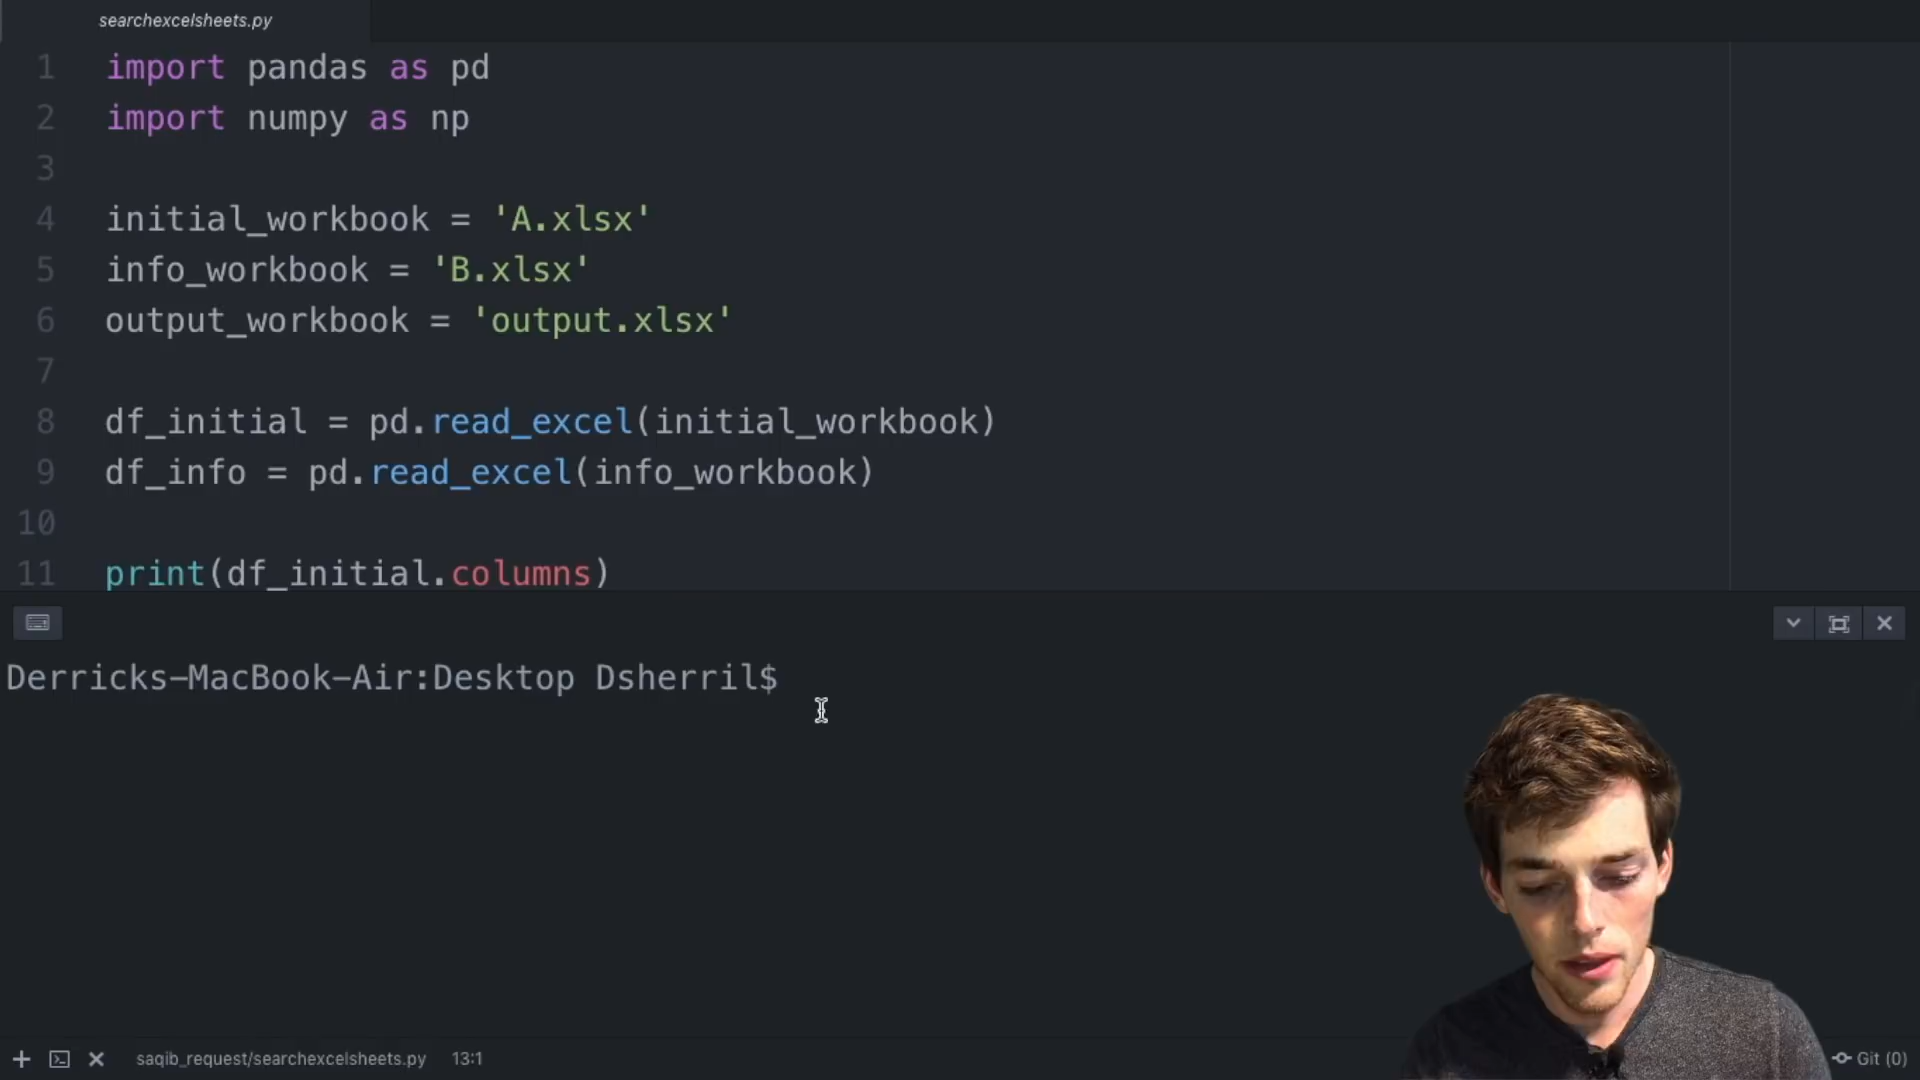 searchexcelsheets.py
1 import pandas as pd
2 import numpy as np
3
4 initial_workbook = 'A.xlsx'
5 info_workbook = 'B.xlsx'
6 output_workbook = 'output.xlsx'
7
8 df_initial = pd.read_excel(initial_workbook)
9 df_info = pd.read_excel(info_workbook)
10
11 print(df_initial.columns)
Derricks-MacBook-Air:Desktop Dsherril$
saqib_request/searchexcelsheets.py 13:1 Git (0)